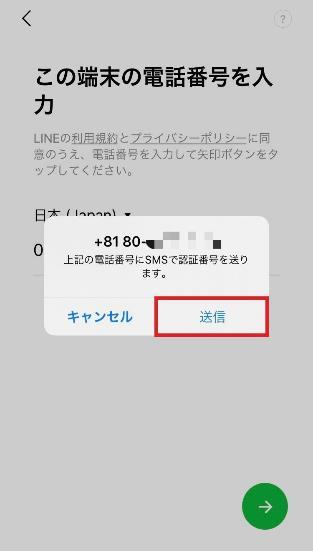 ?
この端末の電話番号を入
力
LINEの利用規約とプライバシーポリシーに同
意のうえ、電話番号を入力して矢印ボタンをタ
ップしてください。
日本 (Japan)
0
+81 80-
上記の電話番号にSMSで認証番号を送り
ます。
キャンセル 送信